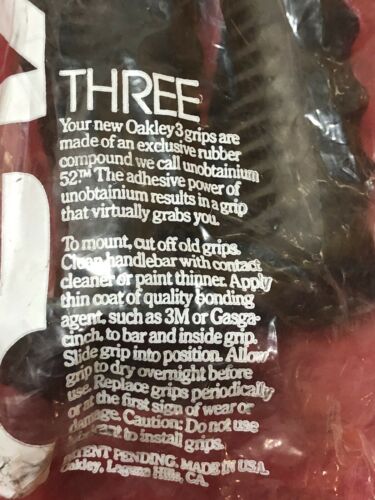 THREE
Your new Oakley 3 grips are
made of an exclusive rubber
compound we call unobtainium
52.™ The adhesive power of
unobtainium results in a grip
that virtually grabs you.
To mount, cut off old grips.
Clean handlebar with contact
cleaner or paint thinner. Apply
thin coat of quality bonding
agent, such as 3M or Gasga-
cinch, to bar and inside grip.
Slide grip into position. Allow
grip to dry overnight before
use. Replace grips periodically
or at the first sign of wear or
damage. Caution: Do not use
lubricant to install grips.
PATENT PENDING. MADE IN USA.
Oakley, Laguna Hills, CA.